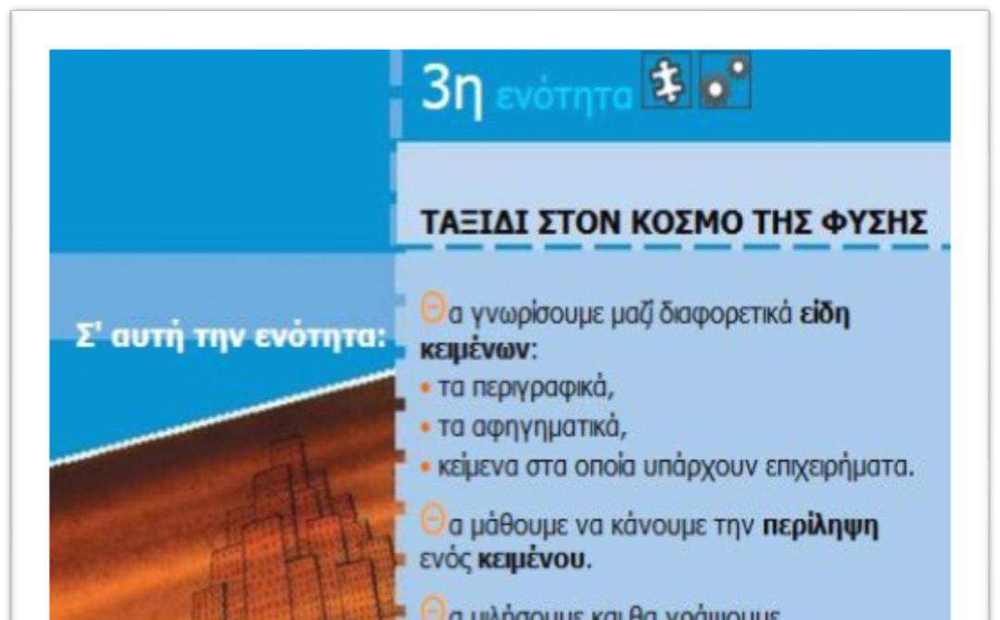 3η ενότητα
ΤΑΞΙΔΙ ΣΤΟΝ ΚΟΣΜΟ ΤΗΣ ΦΥΣΗΣ
Σ' αυτή την ενότητα:
Θα γνωρίσουμε μαζί διαφορετικά είδη
κειμένων:
• τα περιγραφικά,
• τα αφηγηματικά,
• κείμενα στα οποία υπάρχουν επιχειρήματα.
Θα μάθουμε να κάνουμε την περίληψη
ενός κειμένου.
Θα μιλήσουμε και θα γράψουμε